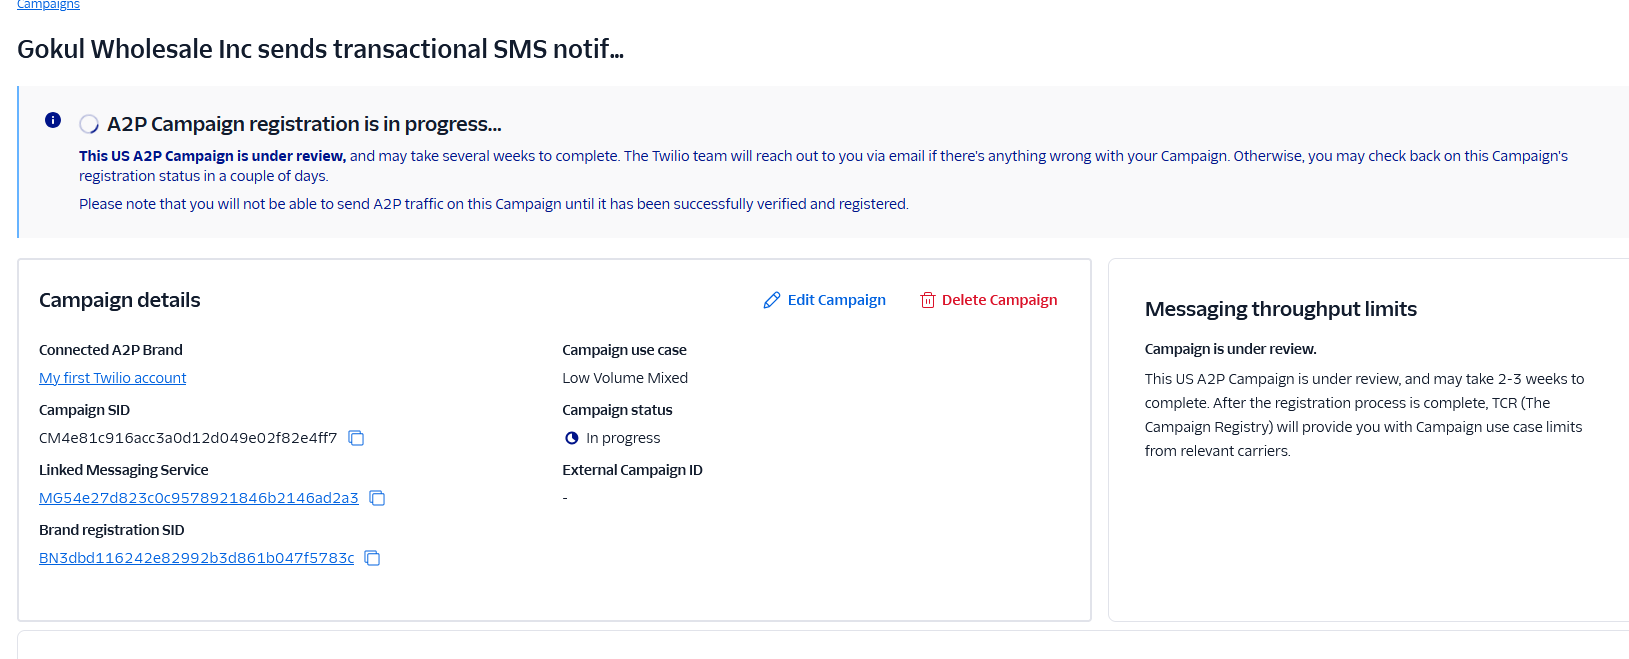 Campaigns
Gokul Wholesale Inc sends transactional SMS notif...
A2P Campaign registration is in progress...
This US A2P Campaign is under review, and may take several weeks to complete. The Twilio team will reach out to you via email if there's anything wrong with your Campaign. Otherwise, you may check back on this Campaign's
registration status in a couple of days.
Please note that you will not be able to send A2P traffic on this Campaign until it has been successfully verified and registered.
Campaign details
Edit Campaign
Delete Campaign
Connected A2P Brand
My first Twilio account
Campaign SID
CM4e81c916acc3a0d12d049e02f82e4ff7
Linked Messaging Service
MG54e27d823c0c9578921846b2146ad2a3
Brand registration SID
BN3dbd116242e82992b3d861b047f5783c
Campaign use case
Low Volume Mixed
Campaign status
In progress
External Campaign ID
-
Messaging throughput limits
Campaign is under review.
This US A2P Campaign is under review, and may take 2-3 weeks to
complete. After the registration process is complete, TCR (The
Campaign Registry) will provide you with Campaign use case limits
from relevant carriers.